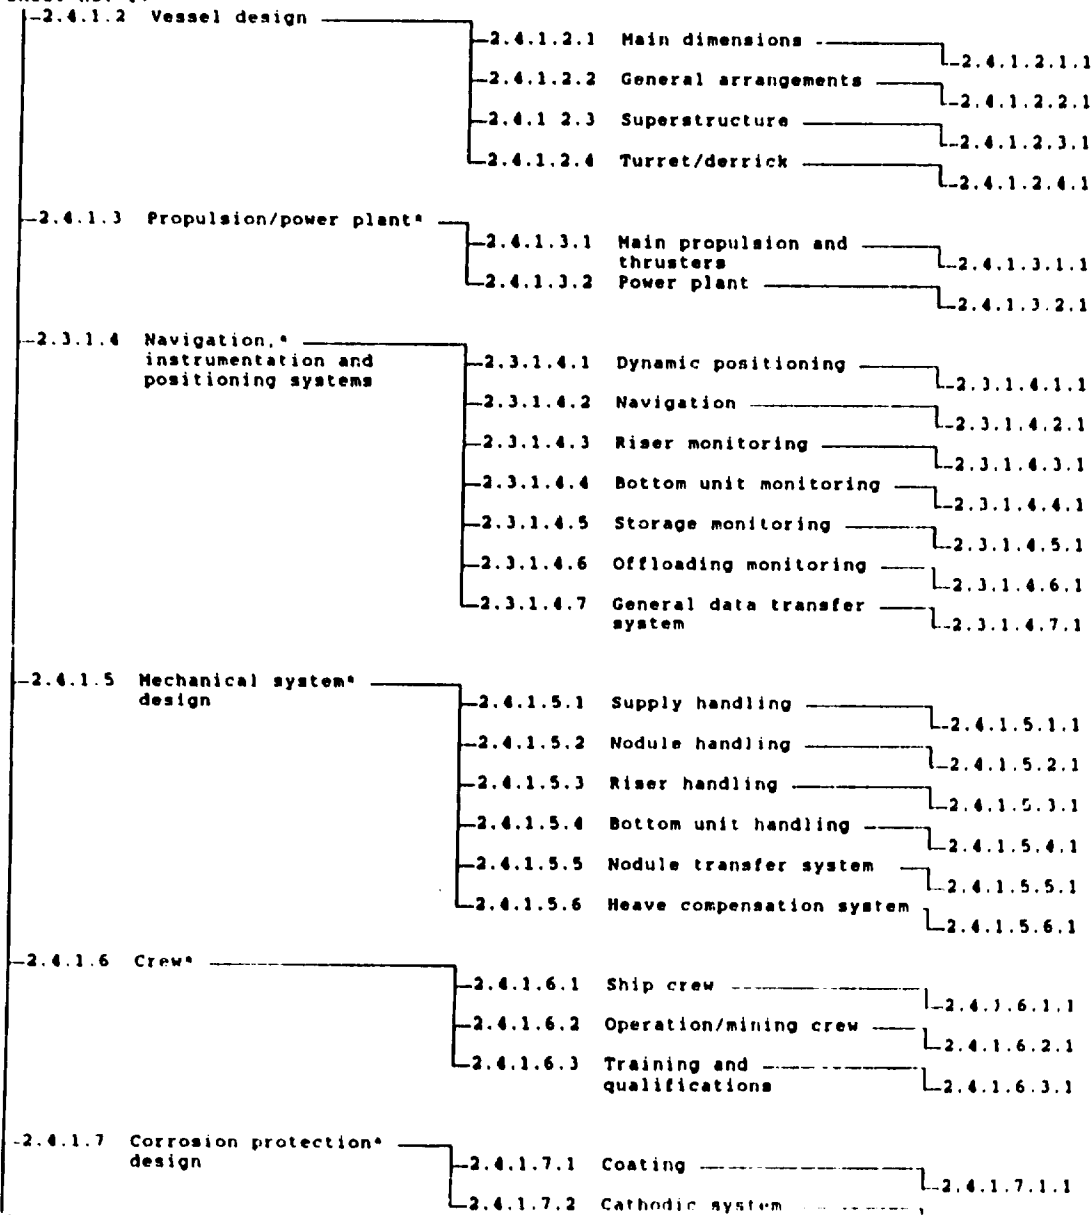 2.4.1.2 Vessel design
2.4.1.2.1 Main dimensions
2.4.1.2.1.1
2.4.1.2.2 General arrangements
2.4.1.2.2.1
2.4.1 2.3 Superstructure
2.4.1.2.3.1
2.4.1.2.4 Turret/derrick
2.4.1.2.4.1
2.4.1.3 Propulsion/power plant*
2.4.1.3.1 Main propulsion and
thrusters
2.4.1.3.1.1
2.4.1.3.2 Power plant
2.4.1.3.2.1
2.3.1.4 Navigation,*
instrumentation and
positioning systems
2.3.1.4.1 Dynamic positioning
2.3.1.4.1.1
2.3.1.4.2 Navigation
2.3.1.4.2.1
2.3.1.4.3 Riser monitoring
2.3.1.4.3.1
2.3.1.4.4 Bottom unit monitoring
2.3.1.4.4.1
2.3.1.4.5 Storage monitoring
2.3.1.4.5.1
2.3.1.4.6 Offloading monitoring
2.3.1.4.6.1
2.3.1.4.7 General data transfer
system
2.3.1.4.7.1
2.4.1.5 Mechanical system*
design
2.4.1.5.1 Supply handling
2.4.1.5.1.1
2.4.1.5.2 Nodule handling
2.4.1.5.2.1
2.4.1.5.3 Riser handling
2.4.1.5.3.1
2.4.1.5.4 Bottom unit handling
2.4.1.5.4.1
2.4.1.5.5 Nodule transfer system
2.4.1.5.5.1
2.4.1.5.6 Heave compensation system
2.4.1.5.6.1
2.4.1.6 Crew*
2.4.1.6.1 Ship crew
2.4.1.6.1.1
2.4.1.6.2 Operation/mining crew
2.4.1.6.2.1
2.4.1.6.3 Training and
qualifications
2.4.1.6.3.1
2.4.1.7 Corrosion protection*
design
2.4.1.7.1 Coating
2.4.1.7.1.1
2.4.1.7.2 Cathodic system